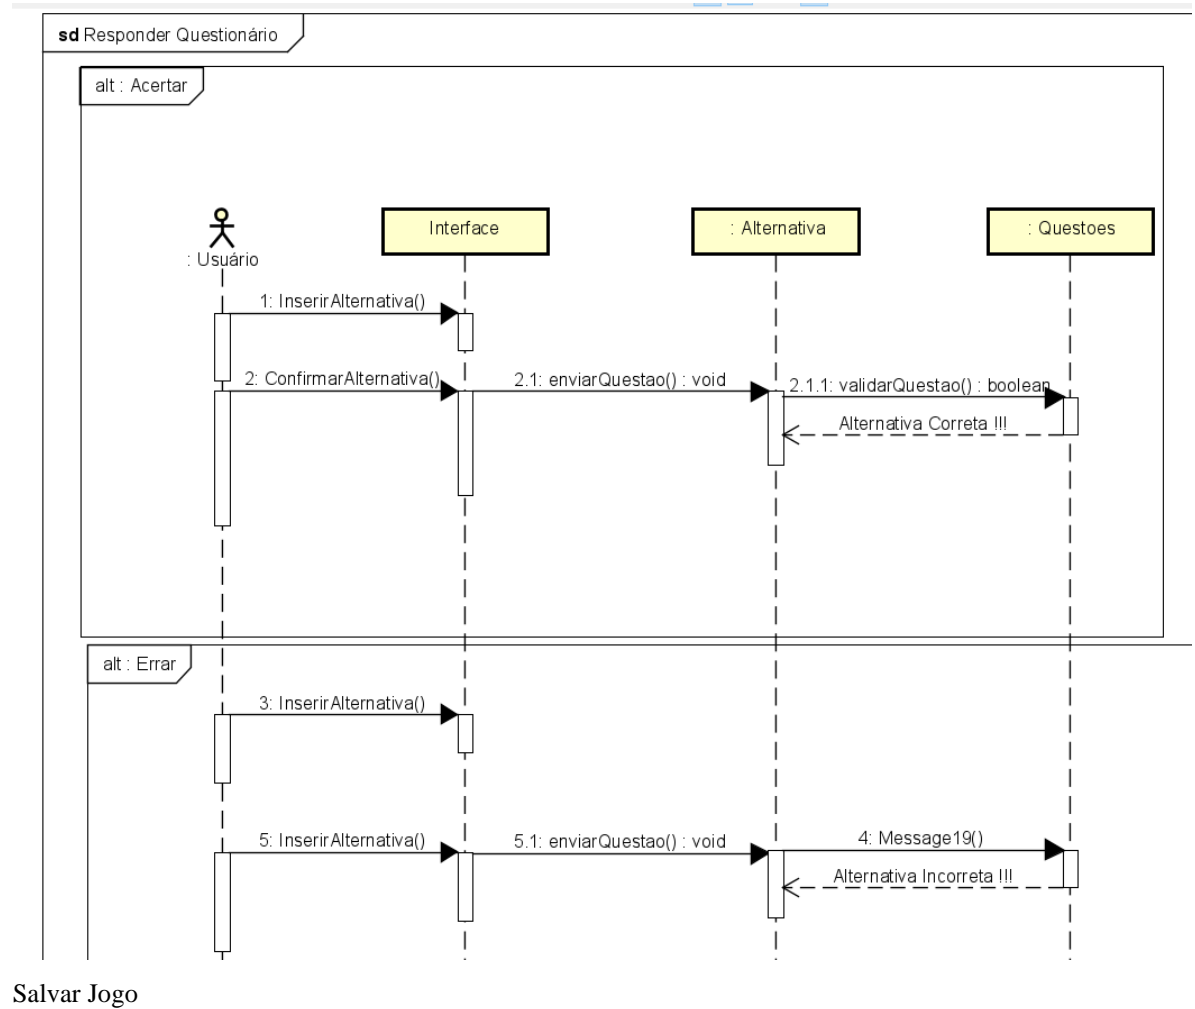 sd Responder Questionário
alt : Acertar
: Usuário
Interface
: Alternativa
: Questoes
1: InserirAlternativa()
2: ConfirmarAlternativa()
2.1: enviarQuestao() : void
2.1.1: validarQuestao() : boolean
Alternativa Correta !!!
alt : Errar
3: InserirAlternativa()
5: InserirAlternativa()
5.1: enviarQuestao() : void
4: Message19()
Alternativa Incorreta !!!
Salvar Jogo